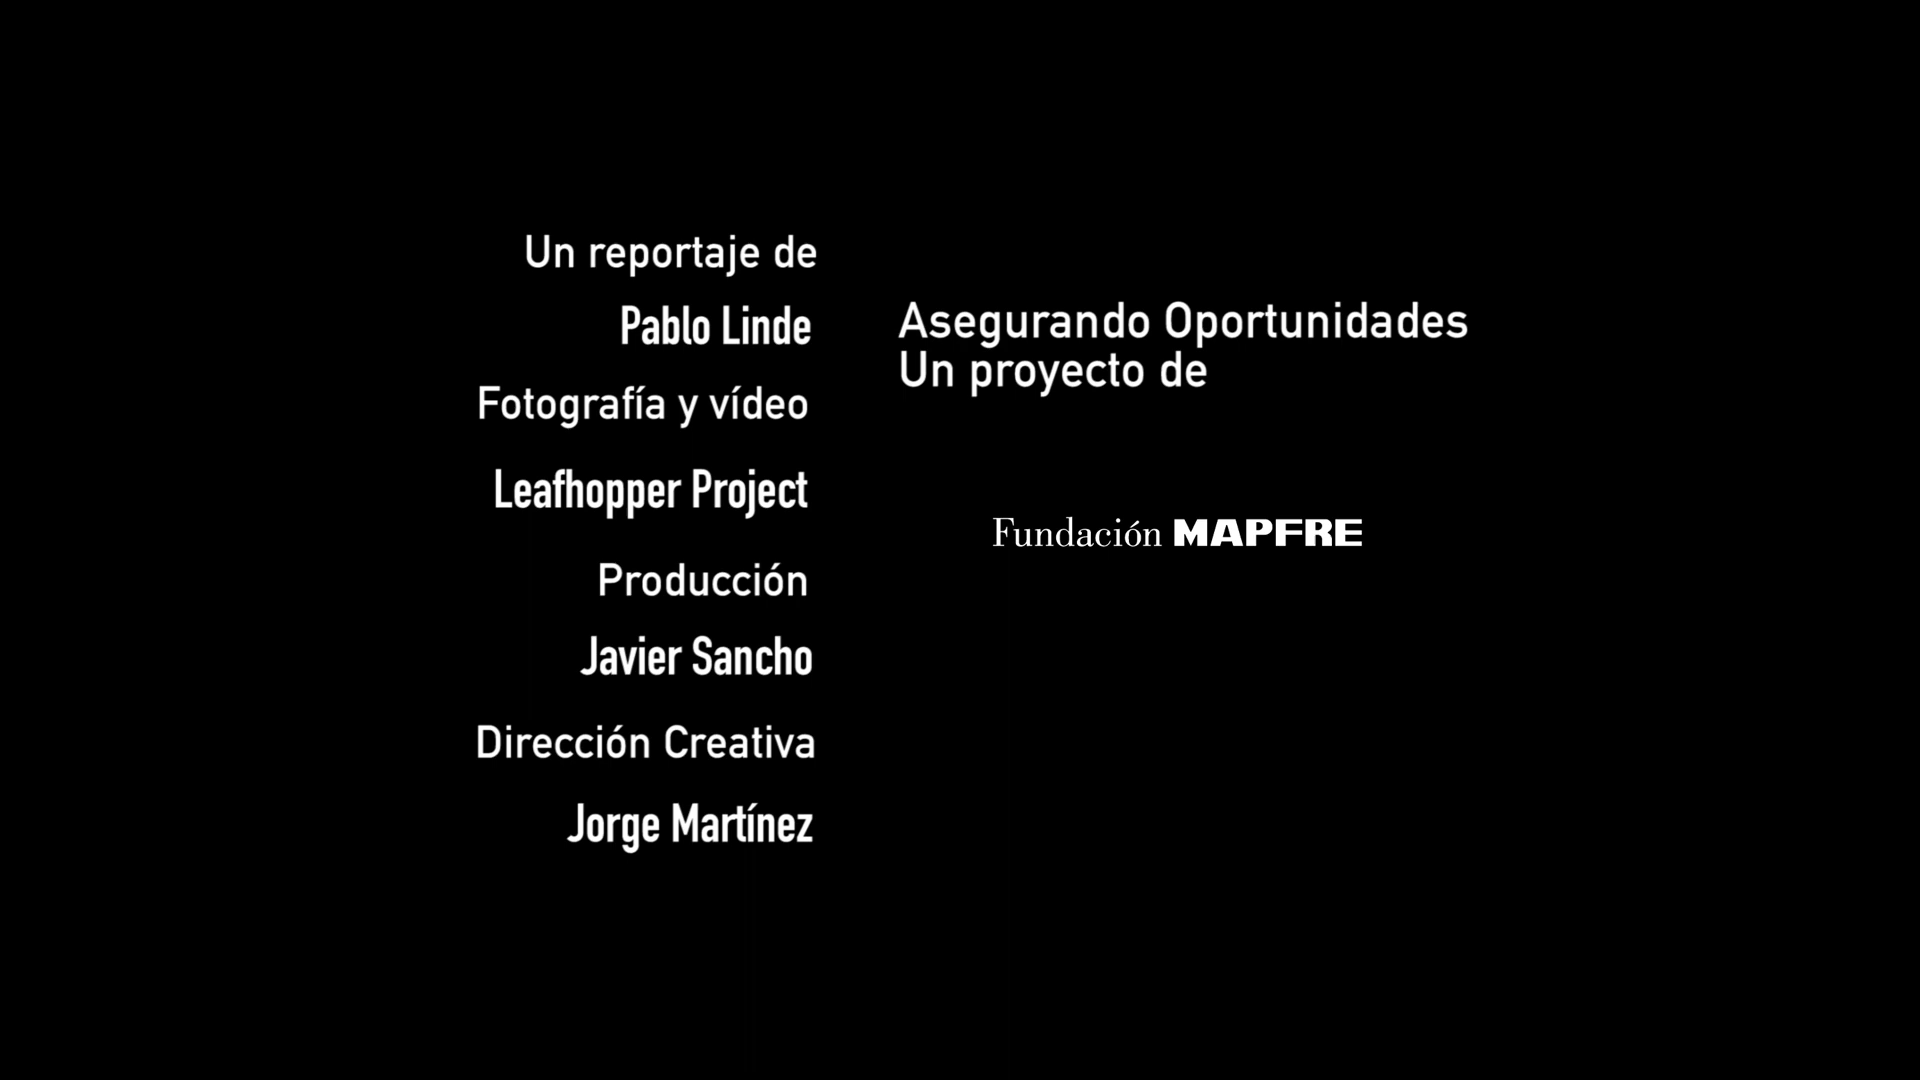 Un reportaje de
Pablo Linde
Fotografía y vídeo
Leafhopper Project
Producción
Javier Sancho
Dirección Creativa
Jorge Martínez
Asegurando Oportunidades
Un proyecto de
Fundación MAPFRE